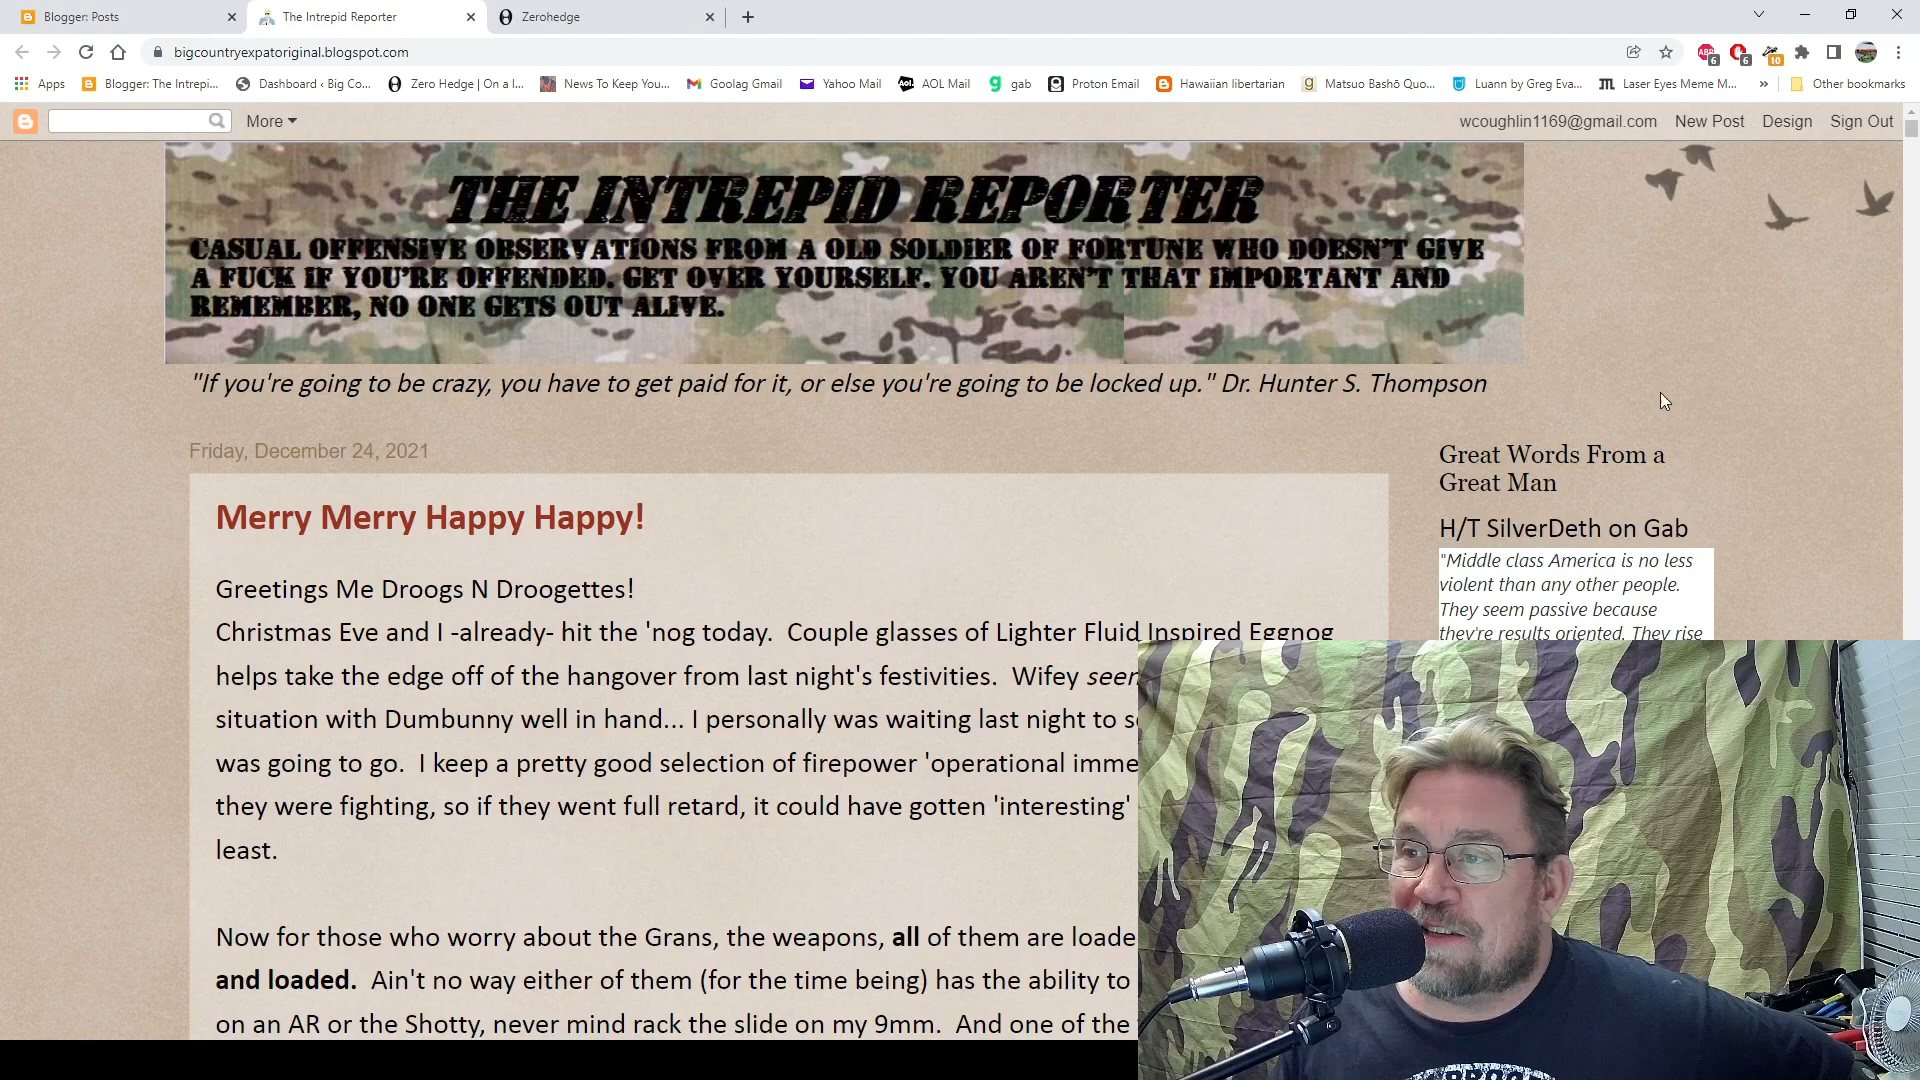 Blogger: Posts
The Intrepid Reporter
Zerohedge
bigcountryexpatoriginal.blogspot.com
ABP 6
6
10
Apps
Blogger: The Intrepi...
Dashboard ‹ Big Co...
Zero Hedge | On a l...
News To Keep You...
Goolag Gmail
Yahoo Mail
Aol. AOL Mail
gab
Proton Email
Hawaiian libertarian
Matsuo Bashō Quo...
Luann by Greg Eva...
Laser Eyes Meme M...
»
Other bookmarks
More
wcoughlin1169@gmail.com New Post Design Sign Out
THE INTREPID REPORTER
CASUAL OFFENSIVE OBSERVATIONS FROM A OLD SOLDIER OF FORTUNE WHO DOESN'T GIVE
A FUCK IF YOU'RE OFFENDED. GET OVER YOURSELF. YOU AREN'T THAT IMPORTANT AND
REMEMBER, NO ONE GETS OUT ALIVE.
"If you're going to be crazy, you have to get paid for it, or else you're going to be locked up." Dr. Hunter S. Thompson
Friday, December 24, 2021
Merry Merry Happy Happy!
Greetings Me Droogs N Droogettes!
Christmas Eve and I -already- hit the 'nog today. Couple glasses of Lighter Fluid Inspired Eggnog
helps take the edge off of the hangover from last night's festivities. Wifey seem
situation with Dumbunny well in hand... I personally was waiting last night to s
was going to go. I keep a pretty good selection of firepower 'operational imme
they were fighting, so if they went full retard, it could have gotten 'interesting'
least.
Now for those who worry about the Grans, the weapons, all of them are loade
and loaded. Ain't no way either of them (for the time being) has the ability to
on an AR or the Shotty, never mind rack the slide on my 9mm. And one of the
Great Words From a
Great Man
H/T SilverDeth on Gab
"Middle class America is no less
violent than any other people.
They seem passive because
they're results oriented. They rise